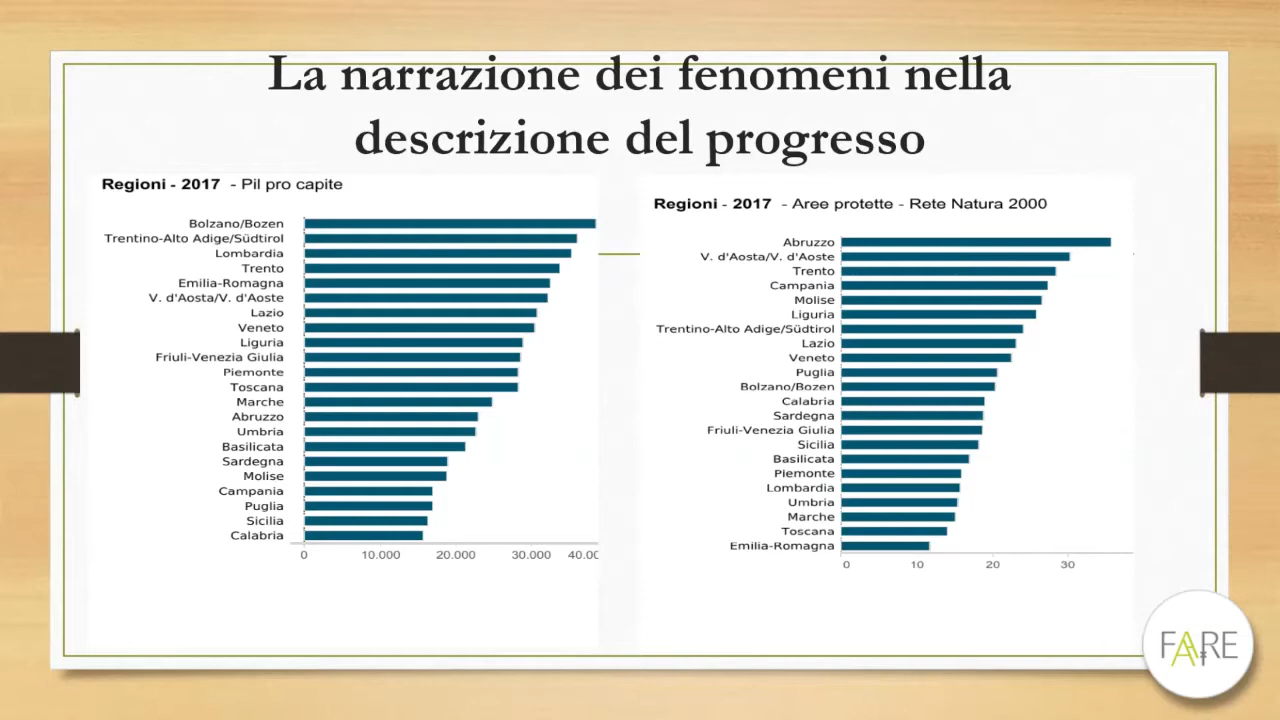 La narrazione dei fenomeni nella
descrizione del progresso
Regioni - 2017 - Pil pro capite
Bolzano/Bozen
Trentino-Alto Adige/Südtirol
Lombardia
Trento
Emilia-Romagna
V. d'Aosta/V. d'Aoste
Lazio
Veneto
Liguria
Friuli-Venezia Giulia
Piemonte
Toscana
Marche
Abruzzo
Umbria
Basilicata
Sardegna
Molise
Campania
Puglia
Sicilia
Calabria
0 10.000 20.000 30.000 40.00
Regioni - 2017 - Aree protette - Rete Natura 2000
Abruzzo
V. d'Aosta/V. d'Aoste
Trento
Campania
Molise
Liguria
Trentino-Alto Adige/Südtirol
Lazio
Veneto
Puglia
Bolzano/Bozen
Calabria
Sardegna
Friuli-Venezia Giulia
Sicilia
Basilicata
Piemonte
Lombardia
Umbria
Marche
Toscana
Emilia-Romagna
0 10 20 30
FARE